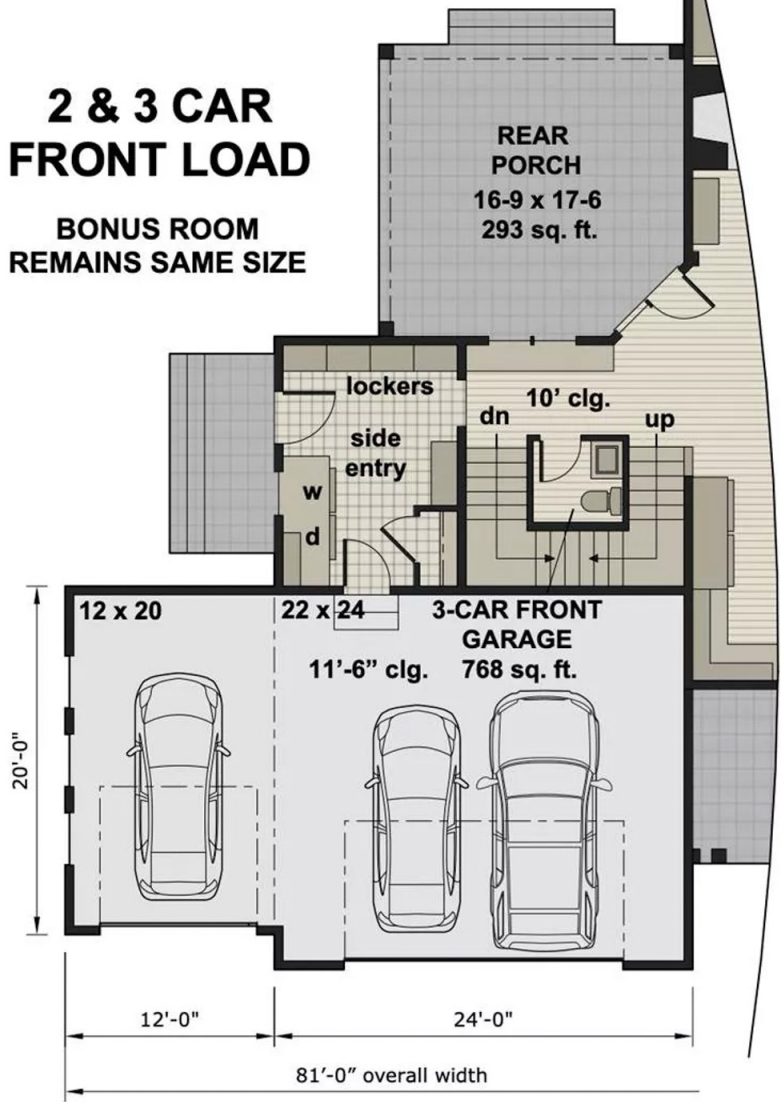 2 & 3 CAR
FRONT LOAD
BONUS ROOM
REMAINS SAME SIZE
REAR
PORCH
16-9 x 17-6
293 sq. ft.
lockers
side
entry
w
d
10’ clg.
dn
up
12 x 20
22 x 24
3-CAR FRONT
GARAGE
11’-6” clg.
768 sq. ft.
20'-0"
12'-0"
24'-0"
81’-0” overall width